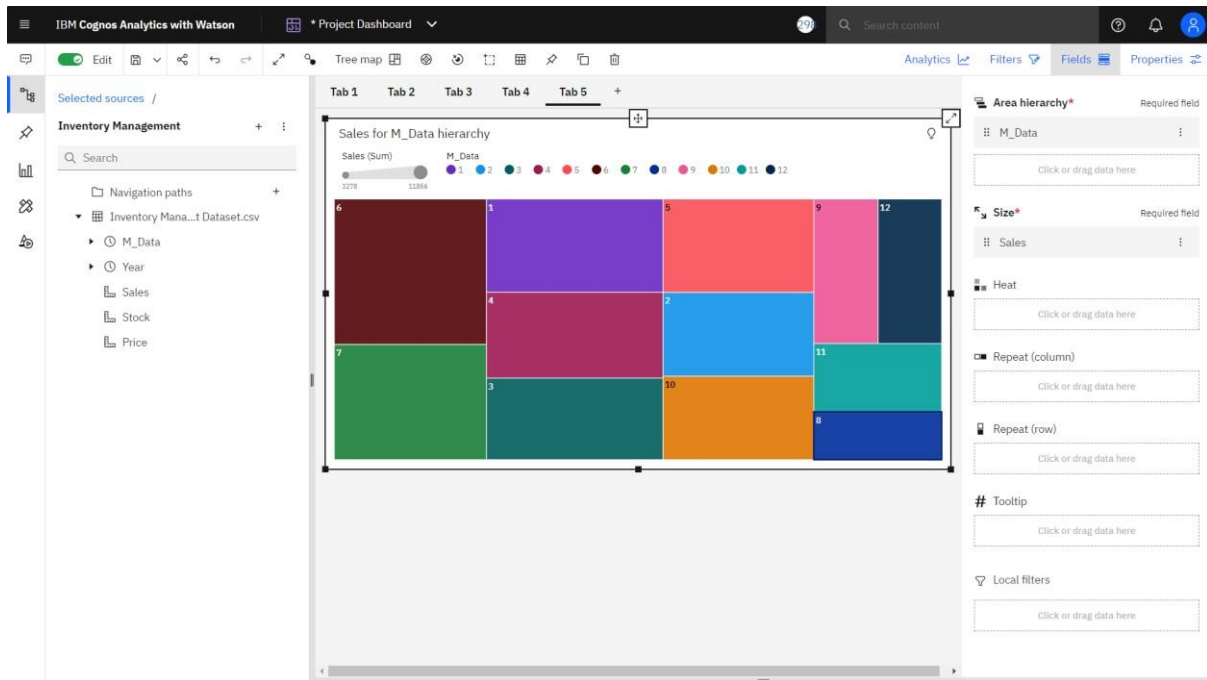 IBM Cognos Analytics with Watson
* Project Dashboard
Search content
Edit
Tree map
Analytics
Filters
Fields
Properties
Selected sources /
Inventory Management
Search
Navigation paths
Inventory Mana...t Dataset.csv
M_Data
Year
Sales
Stock
Price
Tab 1 Tab 2 Tab 3 Tab 4 Tab 5 +
Sales for M_Data hierarchy
Sales (Sum)
3278 11886
M_Data
1 2 3 4 5 6 7 8 9 10 11 12
6 1 5 9 12
4 2
7 11
3 10
8
Area hierarchy* Required field
M_Data
Click or drag data here
Size* Required field
Sales
Heat
Click or drag data here
Repeat (column)
Click or drag data here
Repeat (row)
Click or drag data here
# Tooltip
Click or drag data here
Local filters
Click or drag data here